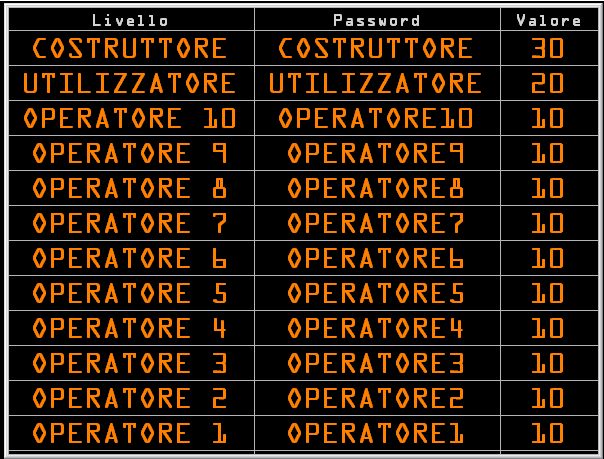 Livello Password Valore
COSTRUTTORE COSTRUTTORE 30
UTILIZZATORE UTILIZZATORE 20
OPERATORE 10 OPERATORE10 10
OPERATORE 9 OPERATORE9 10
OPERATORE 8 OPERATORE8 10
OPERATORE 7 OPERATORE7 10
OPERATORE 6 OPERATORE6 10
OPERATORE 5 OPERATORE5 10
OPERATORE 4 OPERATORE4 10
OPERATORE 3 OPERATORE3 10
OPERATORE 2 OPERATORE2 10
OPERATORE 1 OPERATORE1 10